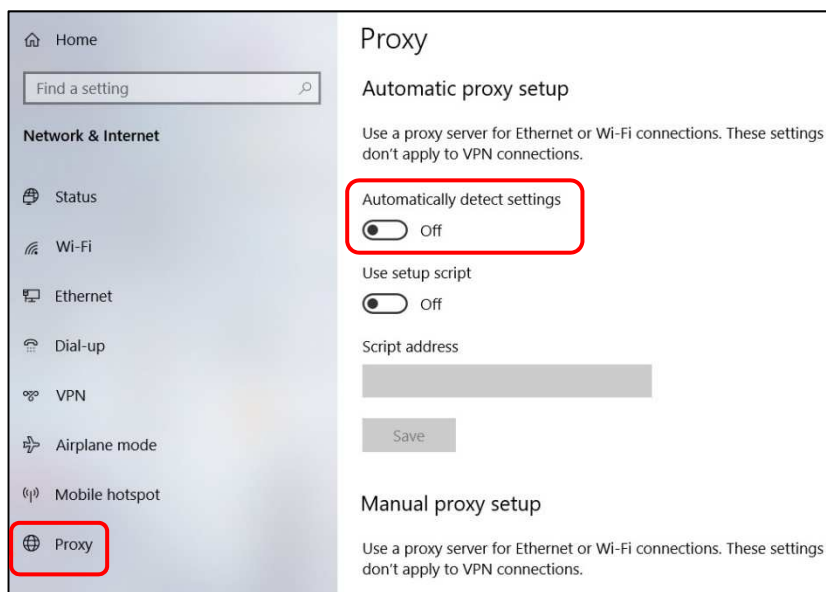 Home
Find a setting
Network & Internet
Status
Wi-Fi
Ethernet
Dial-up
VPN
Airplane mode
Mobile hotspot
Proxy
Proxy
Automatic proxy setup
Use a proxy server for Ethernet or Wi-Fi connections. These settings
don't apply to VPN connections.
Automatically detect settings
Off
Use setup script
Off
Script address
Save
Manual proxy setup
Use a proxy server for Ethernet or Wi-Fi connections. These settings
don't apply to VPN connections.